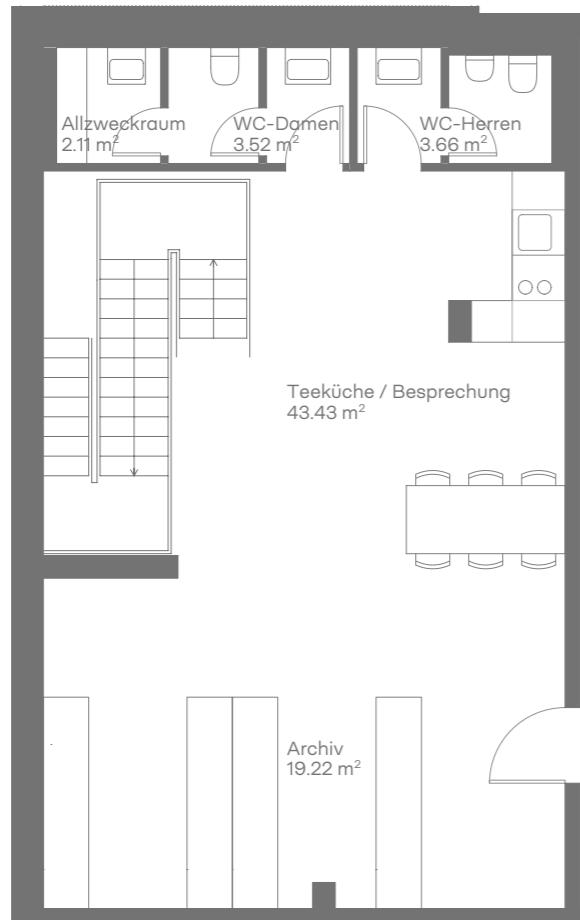 Allzweckraum
2.11 m²
WC-Damen
3.52 m²
WC-Herren
3.66 m²
Teeküche / Besprechung
43.43 m²
Archiv
19.22 m²